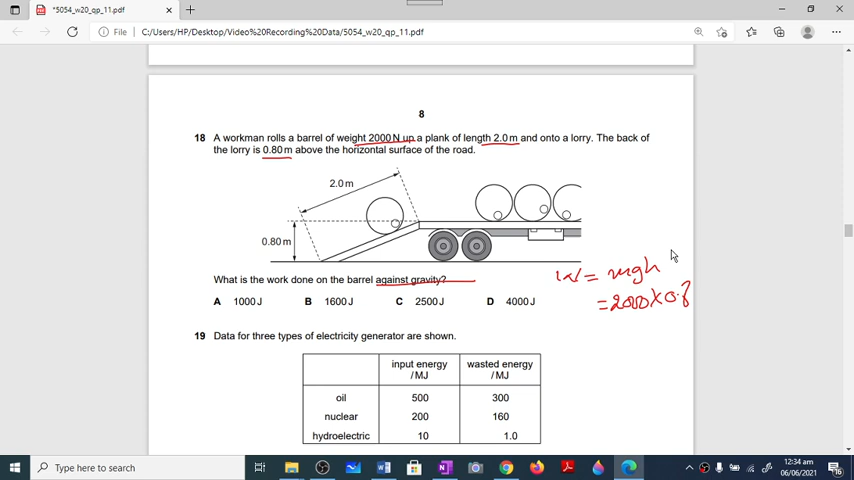 *5054_w20_qp_11.pdf
File
C:/Users/HP/Desktop/Video%20Recording%20Data/5054_w20_qp_11.pdf
8
18 A workman rolls a barrel of weight 2000 N up a plank of length 2.0 m and onto a lorry. The back of
the lorry is 0.80 m above the horizontal surface of the road.
2.0 m
0.80 m
What is the work done on the barrel against gravity?
W = mgh
= 2000 × 0.8
A 1000 J B 1600 J C 2500 J D 4000 J
19 Data for three types of electricity generator are shown.
input energy / MJ wasted energy / MJ
oil 500 300
nuclear 200 160
hydroelectric 10 1.0
Type here to search
12:34 am
06/06/2021
16